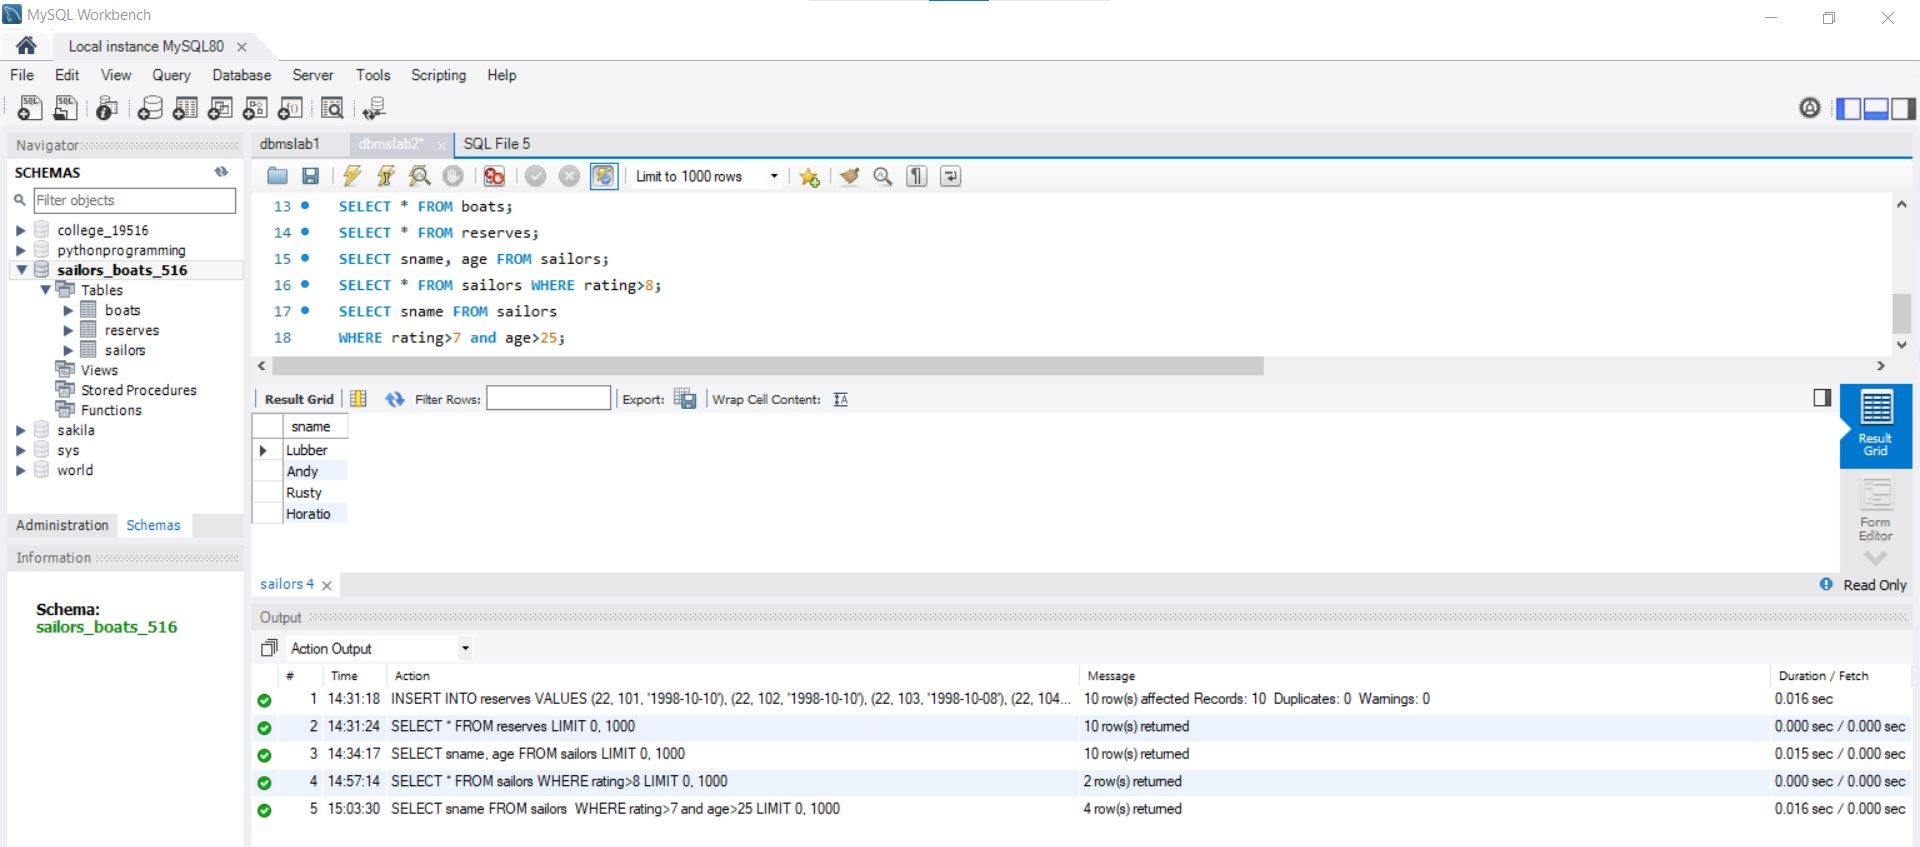 MySQL Workbench
Local instance MySQL80
File Edit View Query Database Server Tools Scripting Help
Navigator
SCHEMAS
Filter objects
college_19516
pythonprogramming
sailors_boats_516
Tables
boats
reserves
sailors
Views
Stored Procedures
Functions
sakila
sys
world
Administration Schemas
Information
Schema:
sailors_boats_516
dbmslab1 dbmslab2* SQL File 5
Limit to 1000 rows
13 SELECT * FROM boats;
14 SELECT * FROM reserves;
15 SELECT sname, age FROM sailors;
16 SELECT * FROM sailors WHERE rating>8;
17 SELECT sname FROM sailors
18 WHERE rating>7 and age>25;
Result Grid Filter Rows: Export: Wrap Cell Content:
sname
Lubber
Andy
Rusty
Horatio
Result
Grid
Form
Editor
sailors 4
Read Only
Output
Action Output
# Time Action Message Duration / Fetch
1 14:31:18 INSERT INTO reserves VALUES (22, 101, '1998-10-10'), (22, 102, '1998-10-10'), (22, 103, '1998-10-08'), (22, 104... 10 row(s) affected Records: 10 Duplicates: 0 Warnings: 0 0.016 sec
2 14:31:24 SELECT * FROM reserves LIMIT 0, 1000 10 row(s) returned 0.000 sec / 0.000 sec
3 14:34:17 SELECT sname, age FROM sailors LIMIT 0, 1000 10 row(s) returned 0.015 sec / 0.000 sec
4 14:57:14 SELECT * FROM sailors WHERE rating>8 LIMIT 0, 1000 2 row(s) returned 0.000 sec / 0.000 sec
5 15:03:30 SELECT sname FROM sailors WHERE rating>7 and age>25 LIMIT 0, 1000 4 row(s) returned 0.016 sec / 0.000 sec